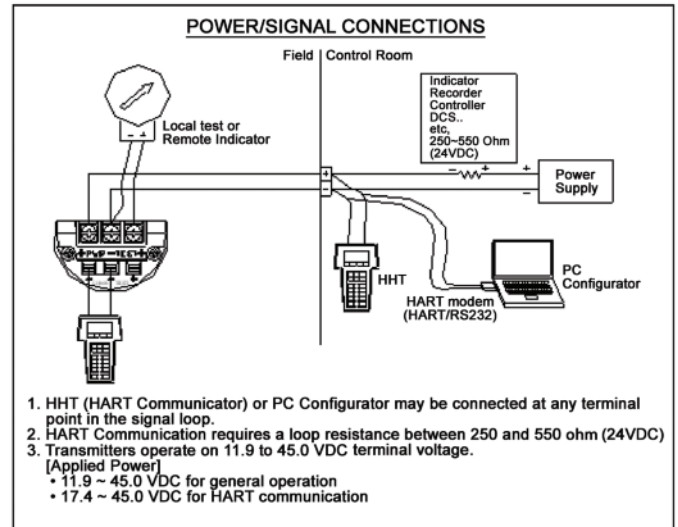 POWER/SIGNAL CONNECTIONS
Field
Control Room
Indicator
Recorder
Controller
DCS..
etc,
250~550 Ohm
(24VDC)
Local test or
Remote Indicator
- +
- +
+
+
-
-
Power
Supply
+ PWR - TEST +
HHT
HART modem
(HART/RS232)
PC
Configurator
1. HHT (HART Communicator) or PC Configurator may be connected at any terminal
point in the signal loop.
2. HART Communication requires a loop resistance between 250 and 550 ohm (24VDC)
3. Transmitters operate on 11.9 to 45.0 VDC terminal voltage.
[Applied Power]
• 11.9 ~ 45.0 VDC for general operation
• 17.4 ~ 45.0 VDC for HART communication